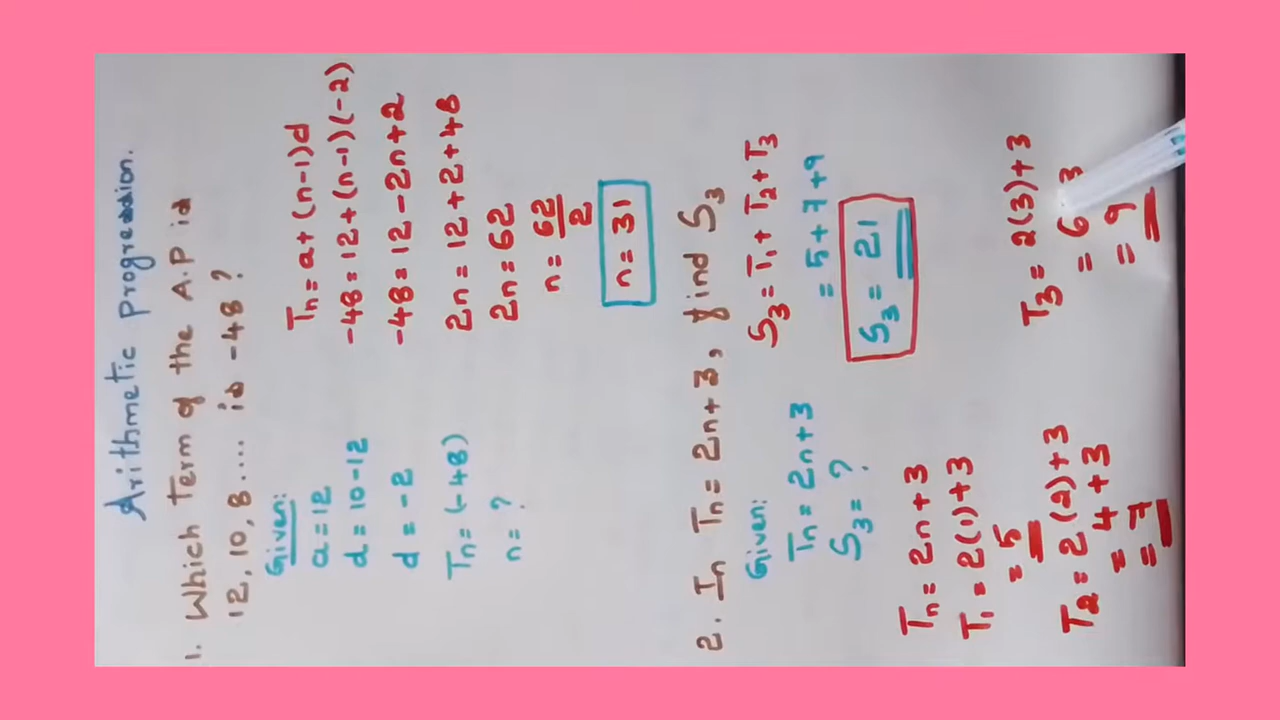 Arithmetic progression.
1. Which Term of the A.P is
12, 10, 8.... is -48 ?
Given:
a = 12
d = 10-12
d = -2
Tn = (-48)
n = ?
Tn = a+(n-1)d
-48 = 12+(n-1)(-2)
-48 = 12-2n+2
2n = 12+2+48
2n = 62
n = 62/2
n = 31
2. In Tn = 2n+3, find S3
Given:
Tn = 2n+3
S3 = ?
S3 = T1 + T2 + T3
= 5+7+9
S3 = 21
Tn = 2n+3
T1 = 2(1)+3
= 5
T2 = 2(2)+3
= 4+3
= 7
T3 = 2(3)+3
= 6 3
= 9